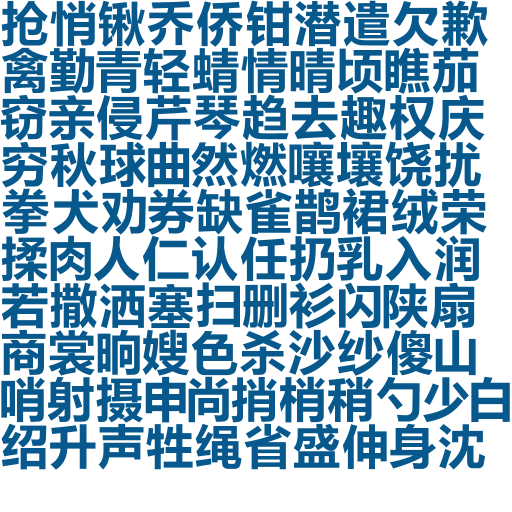 抢悄锹乔侨钳潜遣欠歉
禽勤青轻蜻情晴顷瞧茄
窃亲侵芹琴趋去趣权庆
穷秋球曲然燃嚷壤饶扰
拳犬劝券缺雀鹊裙绒荣
揉肉人仁认任扔乳入润
若撒洒塞扫删衫闪陕扇
商裳晌嫂色杀沙纱傻山
哨射摄申尚捎梢稍勺少白
绍升声牲绳省盛伸身沈